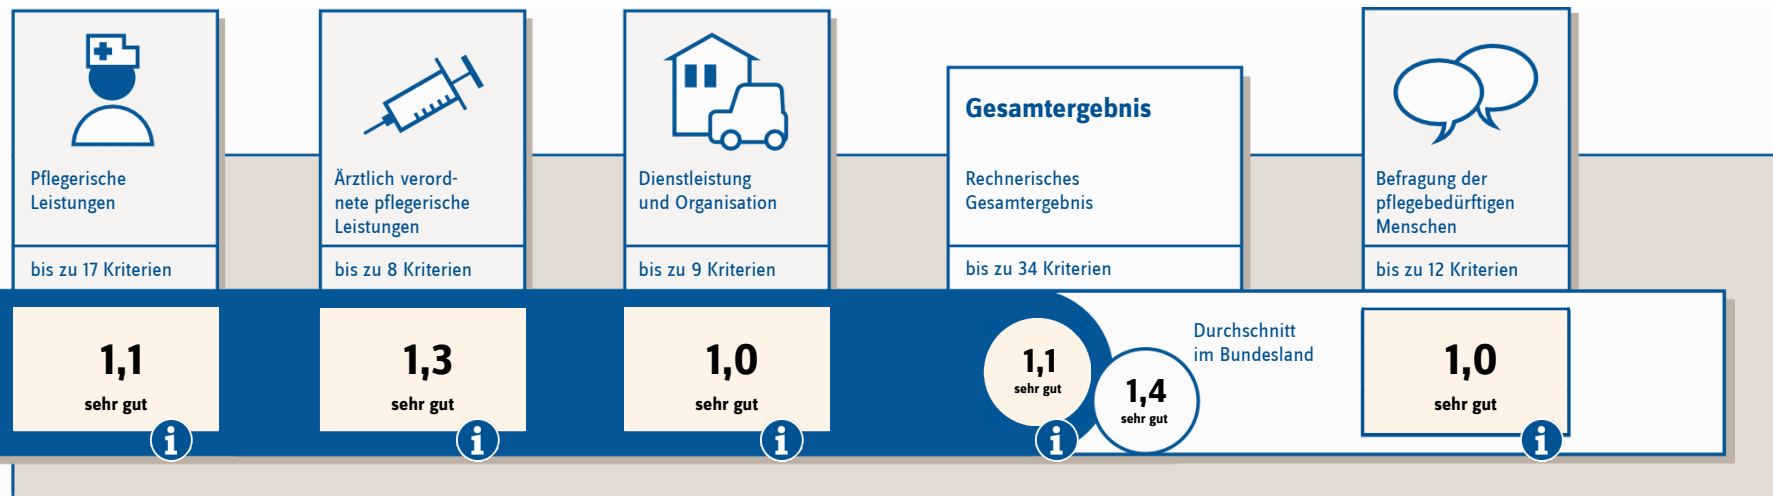 Pflegerische
Leistungen
bis zu 17 Kriterien
1,1
sehr gut
i
Ärztlich verord-
nete pflegerische
Leistungen
bis zu 8 Kriterien
1,3
sehr gut
i
Dienstleistung
und Organisation
bis zu 9 Kriterien
1,0
sehr gut
i
Gesamtergebnis
Rechnerisches
Gesamtergebnis
bis zu 34 Kriterien
1,1
sehr gut
i
1,4
sehr gut
Durchschnitt
im Bundesland
Befragung der
pflegebedürftigen
Menschen
bis zu 12 Kriterien
1,0
sehr gut
i